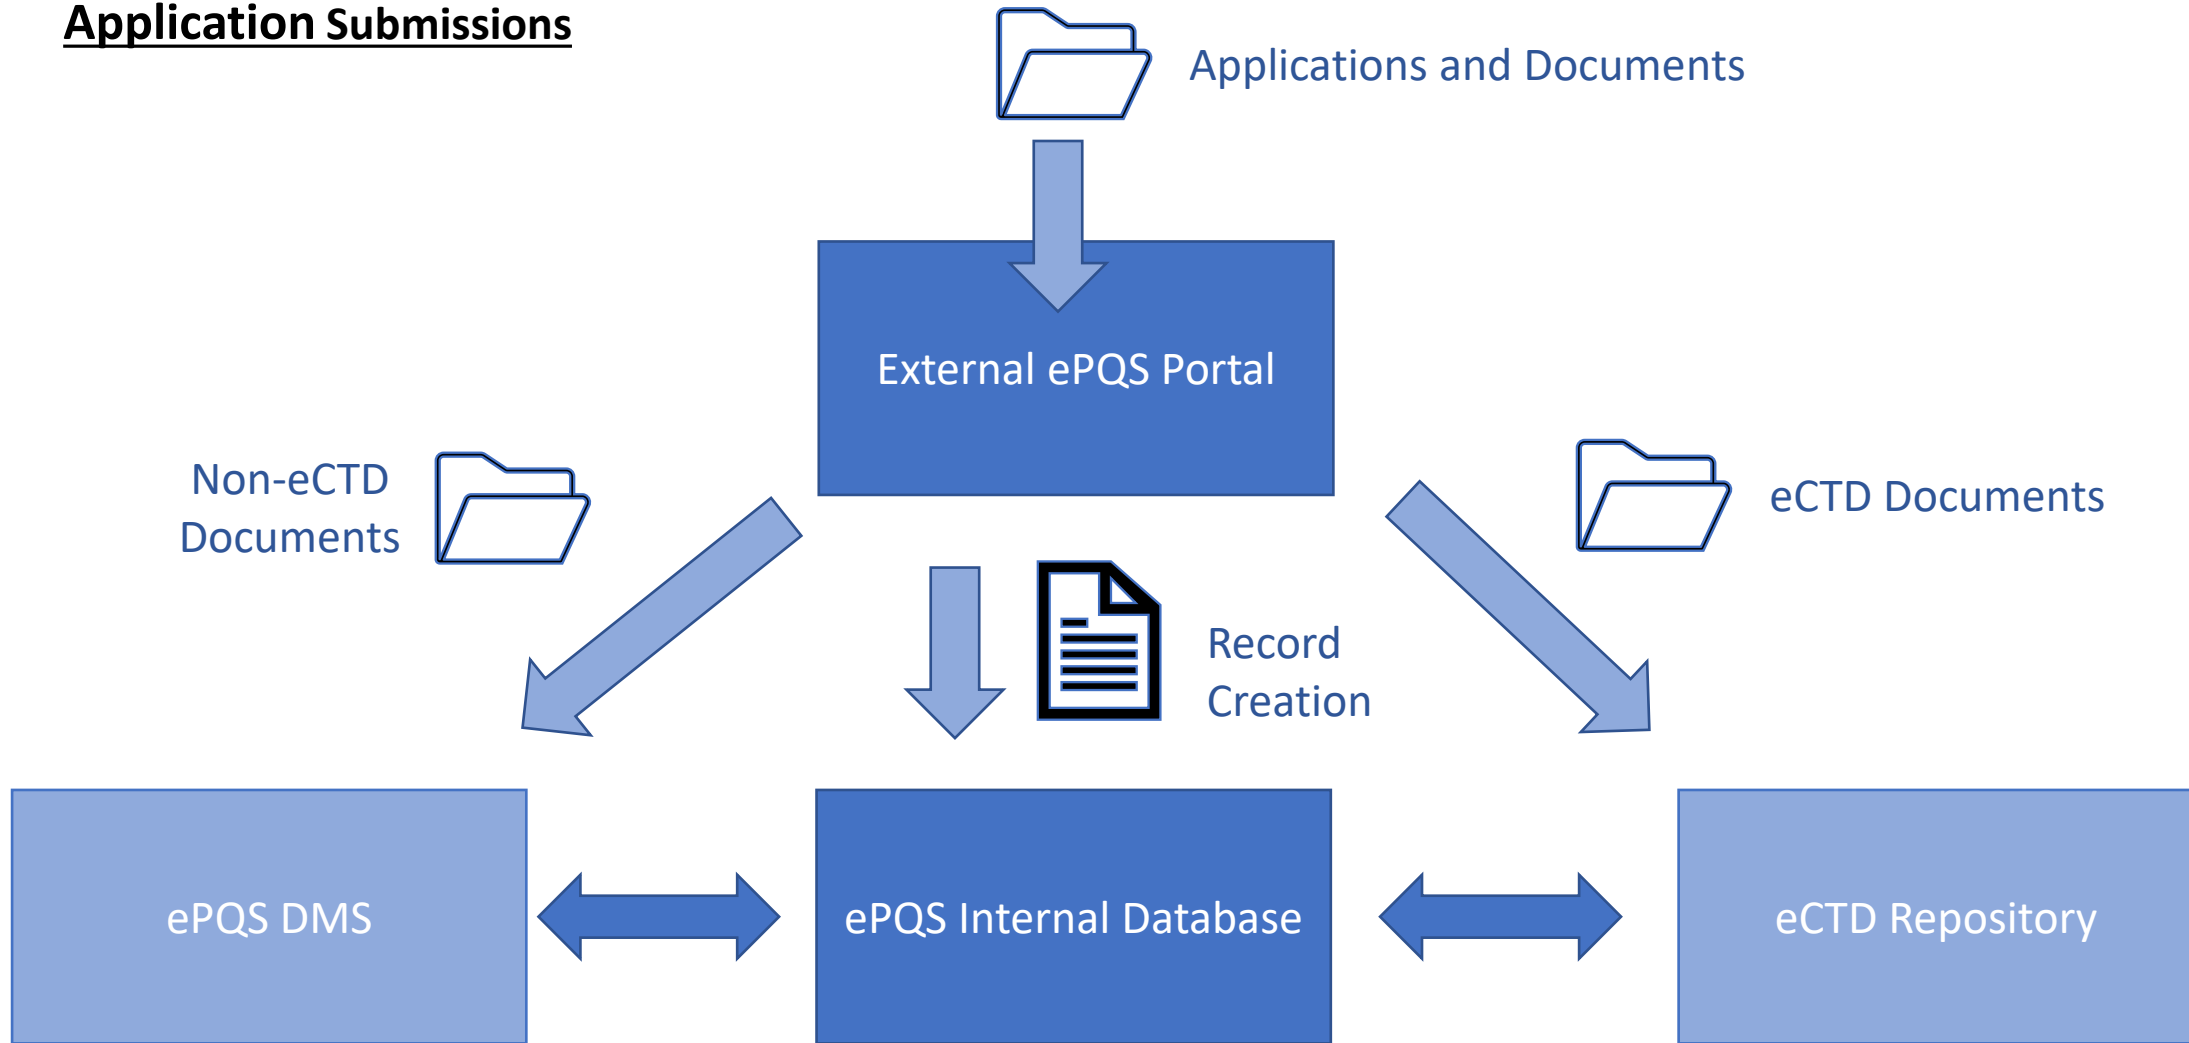 Application Submissions
Applications and Documents
External ePQS Portal
Non-eCTD
Documents
eCTD Documents
Record
Creation
ePQS DMS
ePQS Internal Database
eCTD Repository